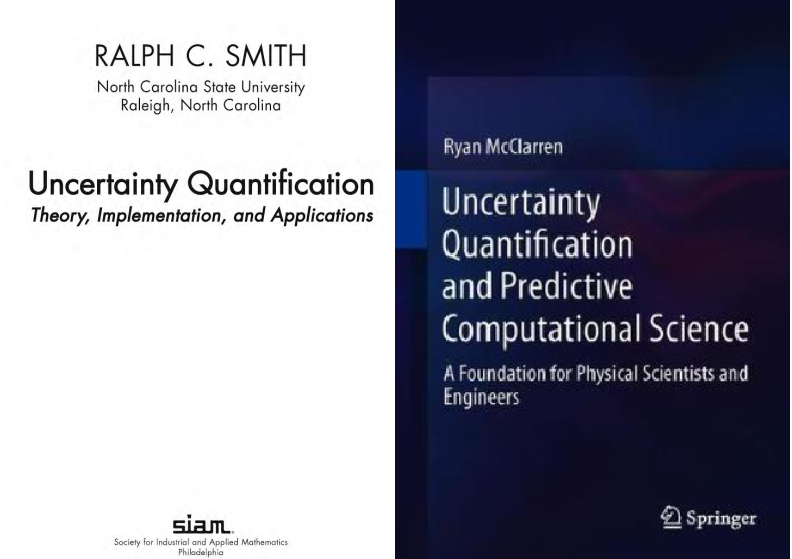 RALPH C. SMITH
North Carolina State University
Raleigh, North Carolina
Uncertainty Quantification
Theory, Implementation, and Applications
siam.
Society for Industrial and Applied Mathematics
Philadelphia
Ryan McClarren
Uncertainty
Quantification
and Predictive
Computational Science
A Foundation for Physical Scientists and
Engineers
Springer